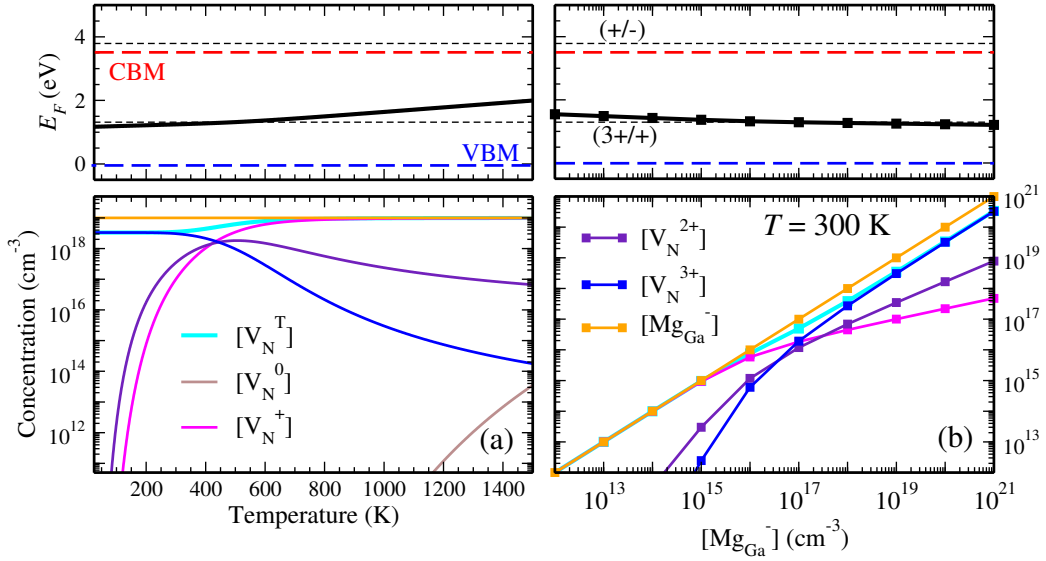 4
2
0
E_F (eV)
CBM
VBM
(+/-)
(3+/+)
10^18
10^16
10^14
10^12
Concentration (cm^-3)
[V_N^T]
[V_N^0]
[V_N^+]
(a)
200 400 600 800 1000 1200 1400
Temperature (K)
[V_N^2+]
[V_N^3+]
[Mg_Ga^-]
T = 300 K
(b)
10^21
10^19
10^17
10^15
10^13
10^13 10^15 10^17 10^19 10^21
[Mg_Ga^-] (cm^-3)